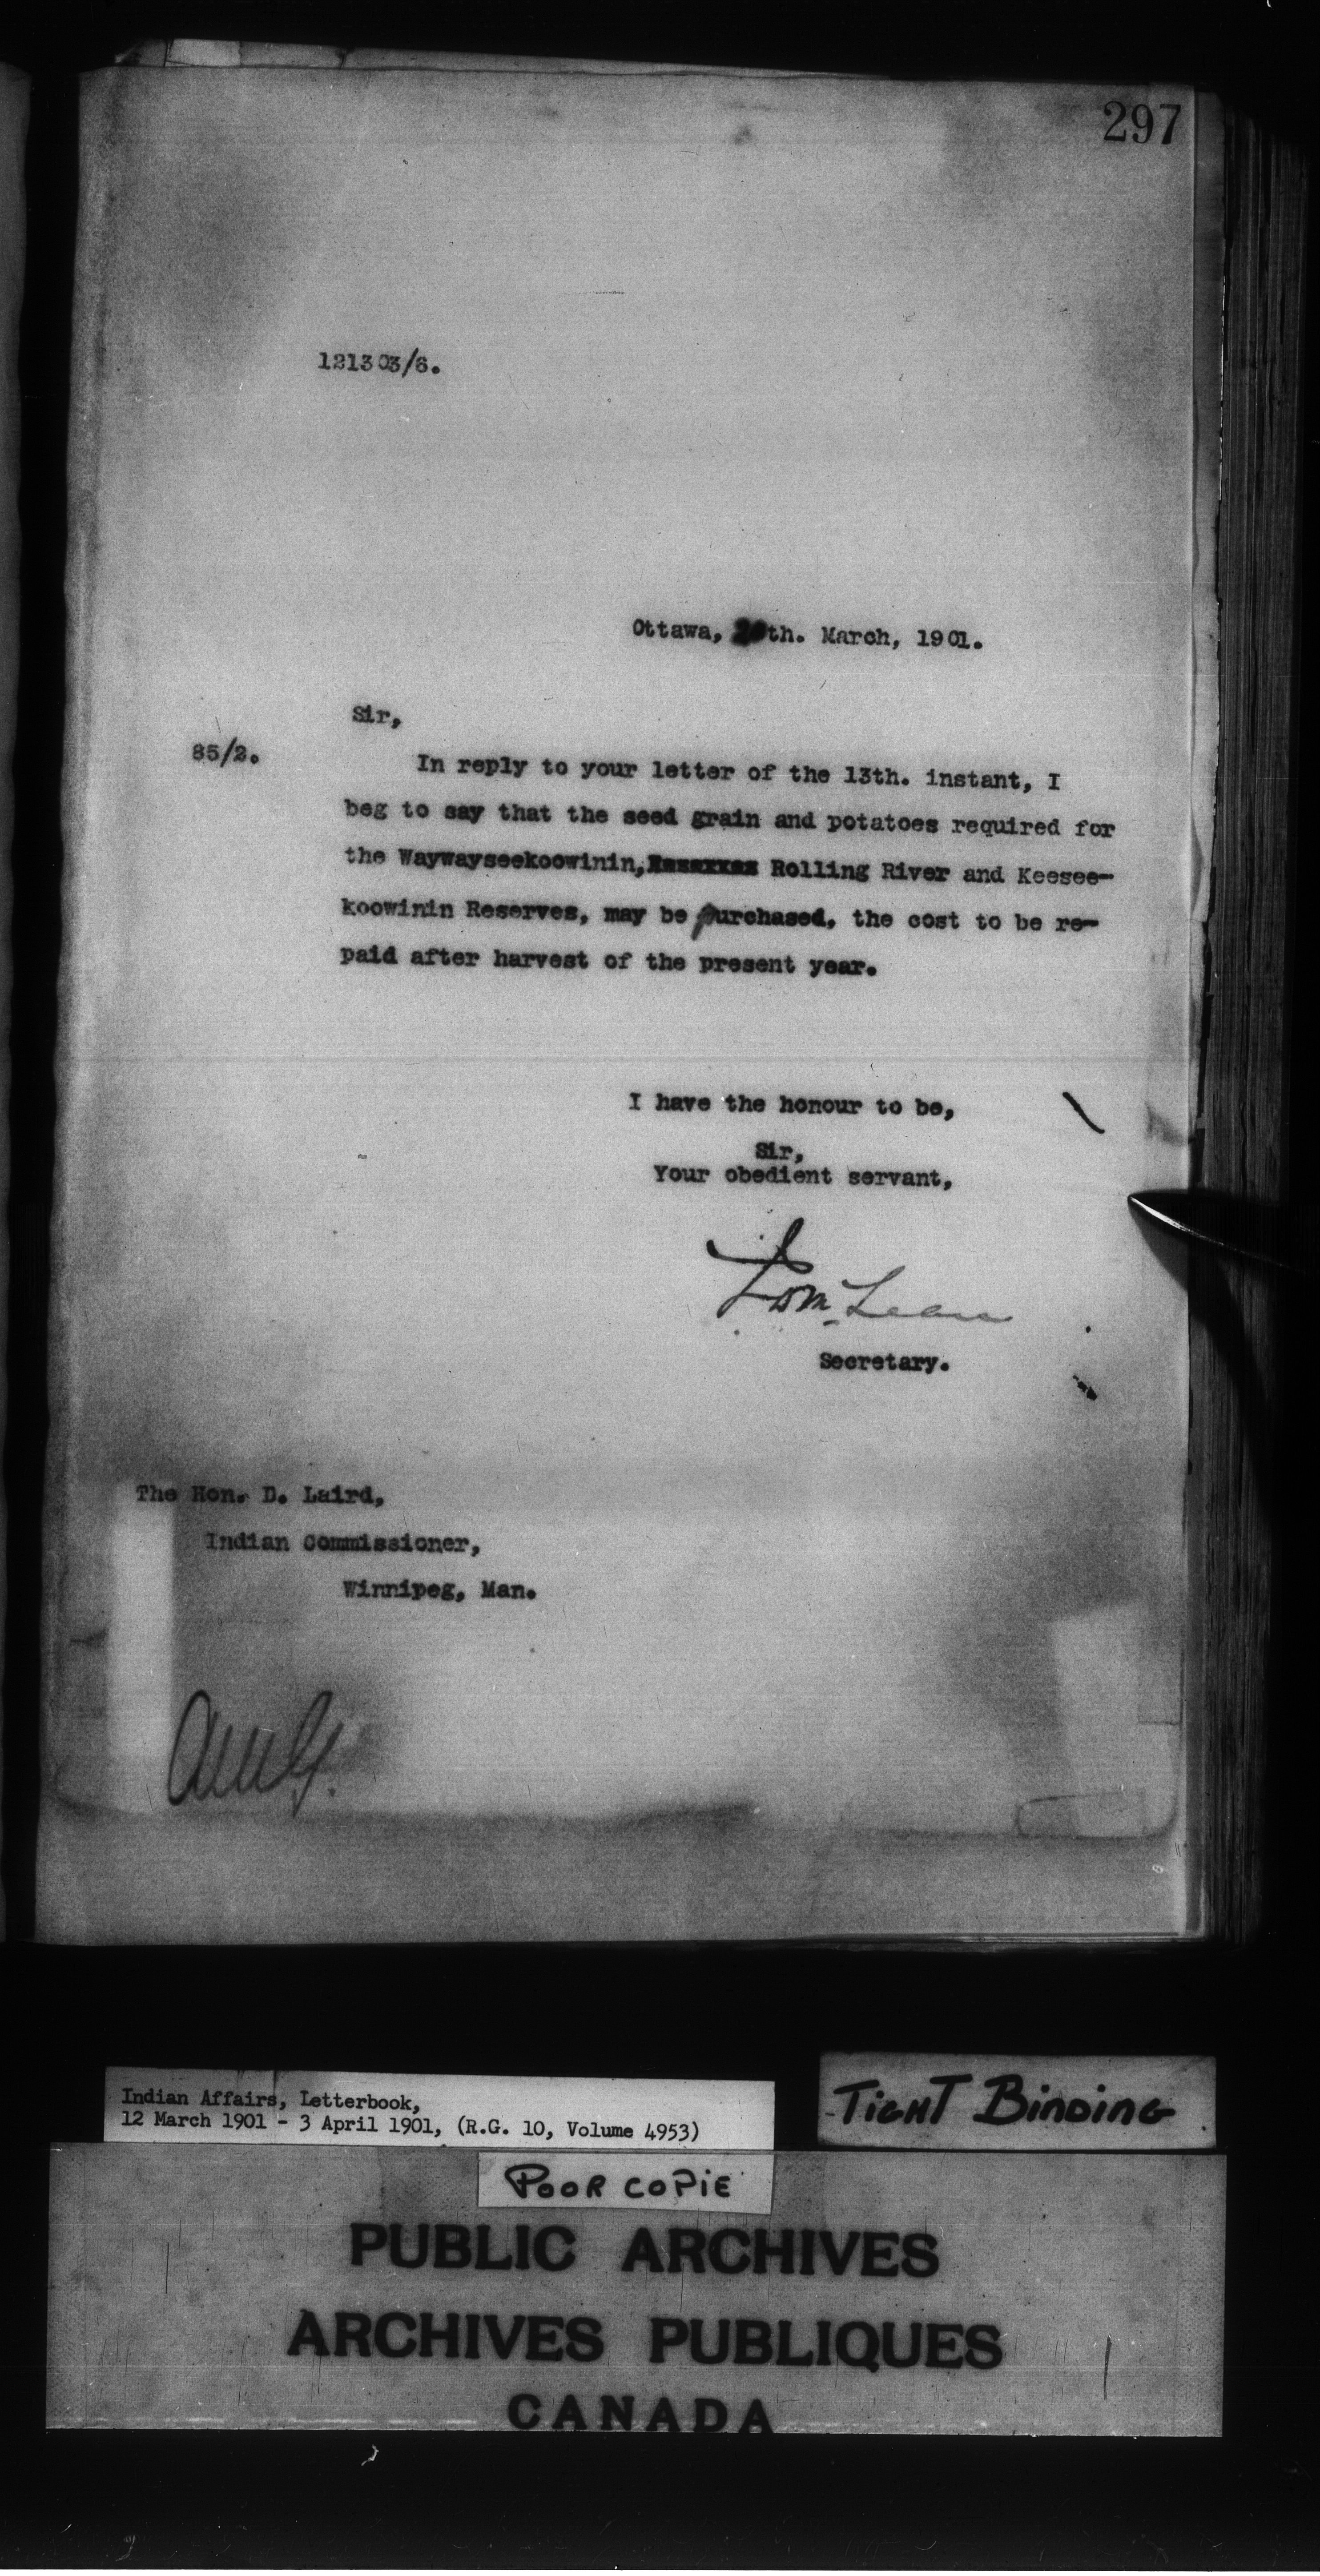 297
121303/6.
Ottawa, th. March, 1901.
Sir,
85/2.
In reply to your letter of the 13th. instant, I
beg to say that the seed grain and potatoes required for
the Waywayseekoowinin, Rolling River and Keesee-
koowinin Reserves, may be purchased, the cost to be re-
paid after harvest of the present year.
I have the honour to be,
Sir,
Your obedient servant,
McLean
Secretary.
The Hon. D. Laird,
Indian Commissioner,
Winnipeg, Man.
Indian Affairs, Letterbook,
12 March 1901 - 3 April 1901, (R.G. 10, Volume 4953)
TIGHT BINDING
POOR COPIE
PUBLIC ARCHIVES
ARCHIVES PUBLIQUES
CANADA